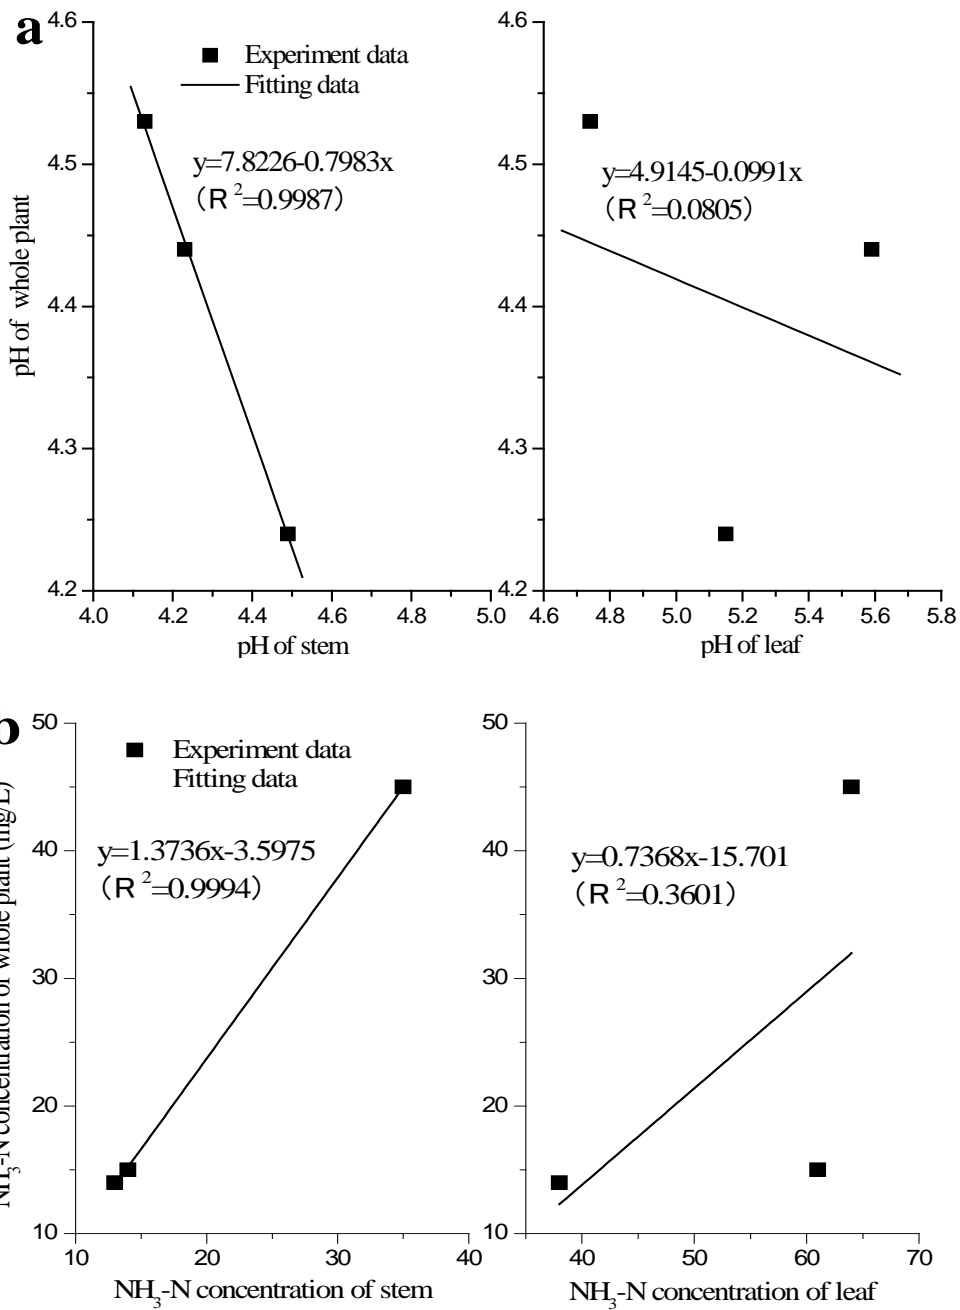 a
Experiment data
Fitting data
y=7.8226-0.7983x
(R²=0.9987)
pH of whole plant
4.6
4.5
4.4
4.3
4.2
4.0 4.2 4.4 4.6 4.8 5.0
pH of stem
y=4.9145-0.0991x
(R²=0.0805)
4.6
4.5
4.4
4.3
4.2
4.6 4.8 5.0 5.2 5.4 5.6 5.8
pH of leaf
b
Experiment data
Fitting data
y=1.3736x-3.5975
(R²=0.9994)
NH₃-N concentration of whole plant (mg/L)
50
40
30
20
10
10 20 30 40
NH₃-N concentration of stem
y=0.7368x-15.701
(R²=0.3601)
50
40
30
20
10
40 50 60 70
NH₃-N concentration of leaf